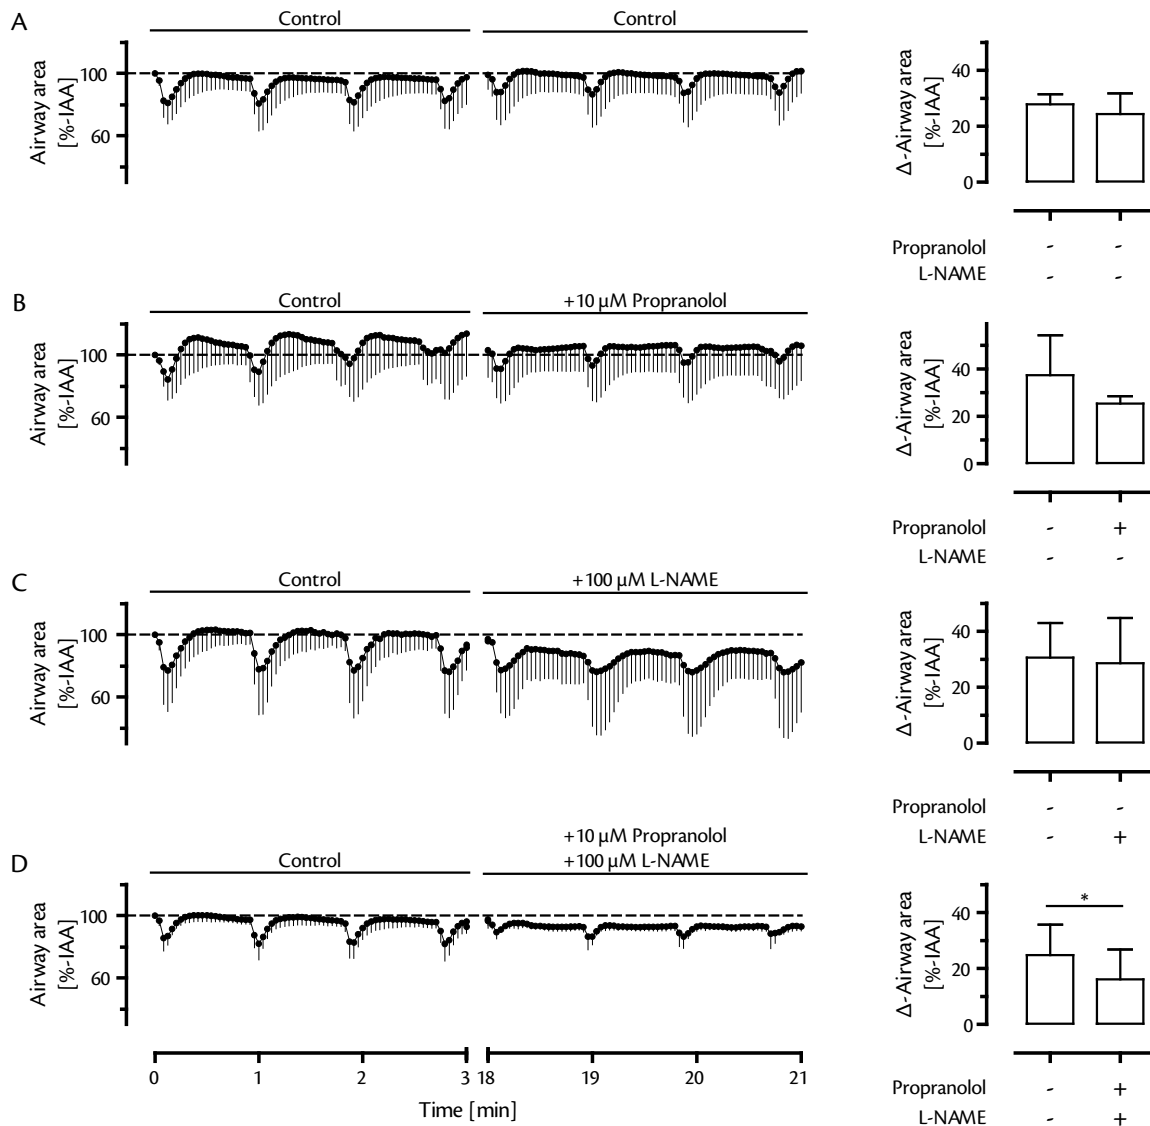 A
Control
Control
Airway area
[%-IAA]
100
60
Δ-Airway area
[%-IAA]
40
20
0
Propranolol - -
L-NAME - -
B
Control
+10 µM Propranolol
Airway area
[%-IAA]
100
60
Δ-Airway area
[%-IAA]
40
20
0
Propranolol - +
L-NAME - -
C
Control
+100 µM L-NAME
Airway area
[%-IAA]
100
60
Δ-Airway area
[%-IAA]
40
20
0
Propranolol - -
L-NAME - +
D
Control
+10 µM Propranolol
+100 µM L-NAME
Airway area
[%-IAA]
100
60
Δ-Airway area
[%-IAA]
40
20
0
*
Propranolol - +
L-NAME - +
0 1 2 3 18 19 20 21
Time [min]